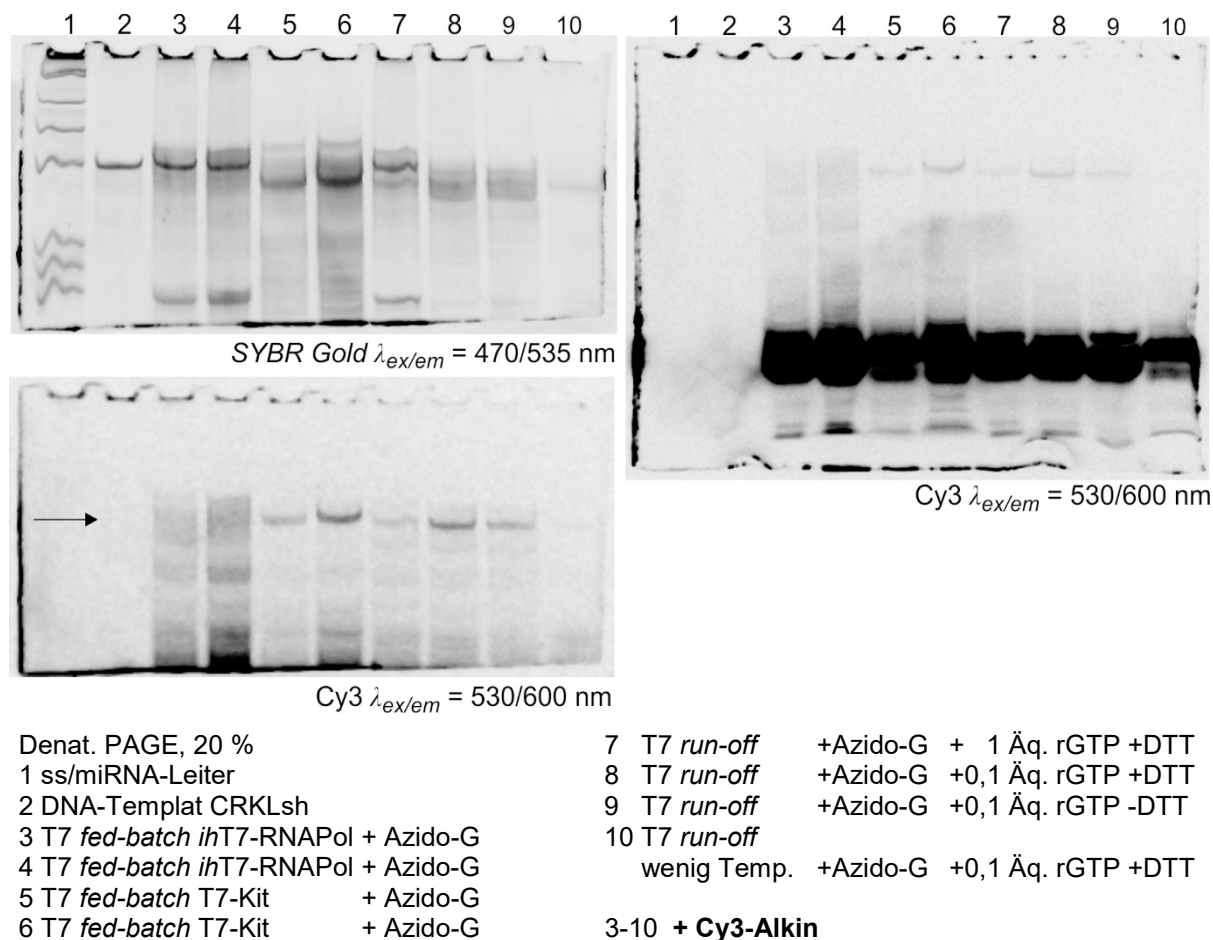 1 2 3 4 5 6 7 8 9 10
SYBR Gold λex/em = 470/535 nm
1 2 3 4 5 6 7 8 9 10
Cy3 λex/em = 530/600 nm
Cy3 λex/em = 530/600 nm
Denat. PAGE, 20 %
1 ss/miRNA-Leiter
2 DNA-Templat CRKLsh
3 T7 fed-batch ihT7-RNAPol + Azido-G
4 T7 fed-batch ihT7-RNAPol + Azido-G
5 T7 fed-batch T7-Kit + Azido-G
6 T7 fed-batch T7-Kit + Azido-G
7 T7 run-off +Azido-G + 1 Äq. rGTP +DTT
8 T7 run-off +Azido-G +0,1 Äq. rGTP +DTT
9 T7 run-off +Azido-G +0,1 Äq. rGTP -DTT
10 T7 run-off
wenig Temp. +Azido-G +0,1 Äq. rGTP +DTT
3-10 + Cy3-Alkin